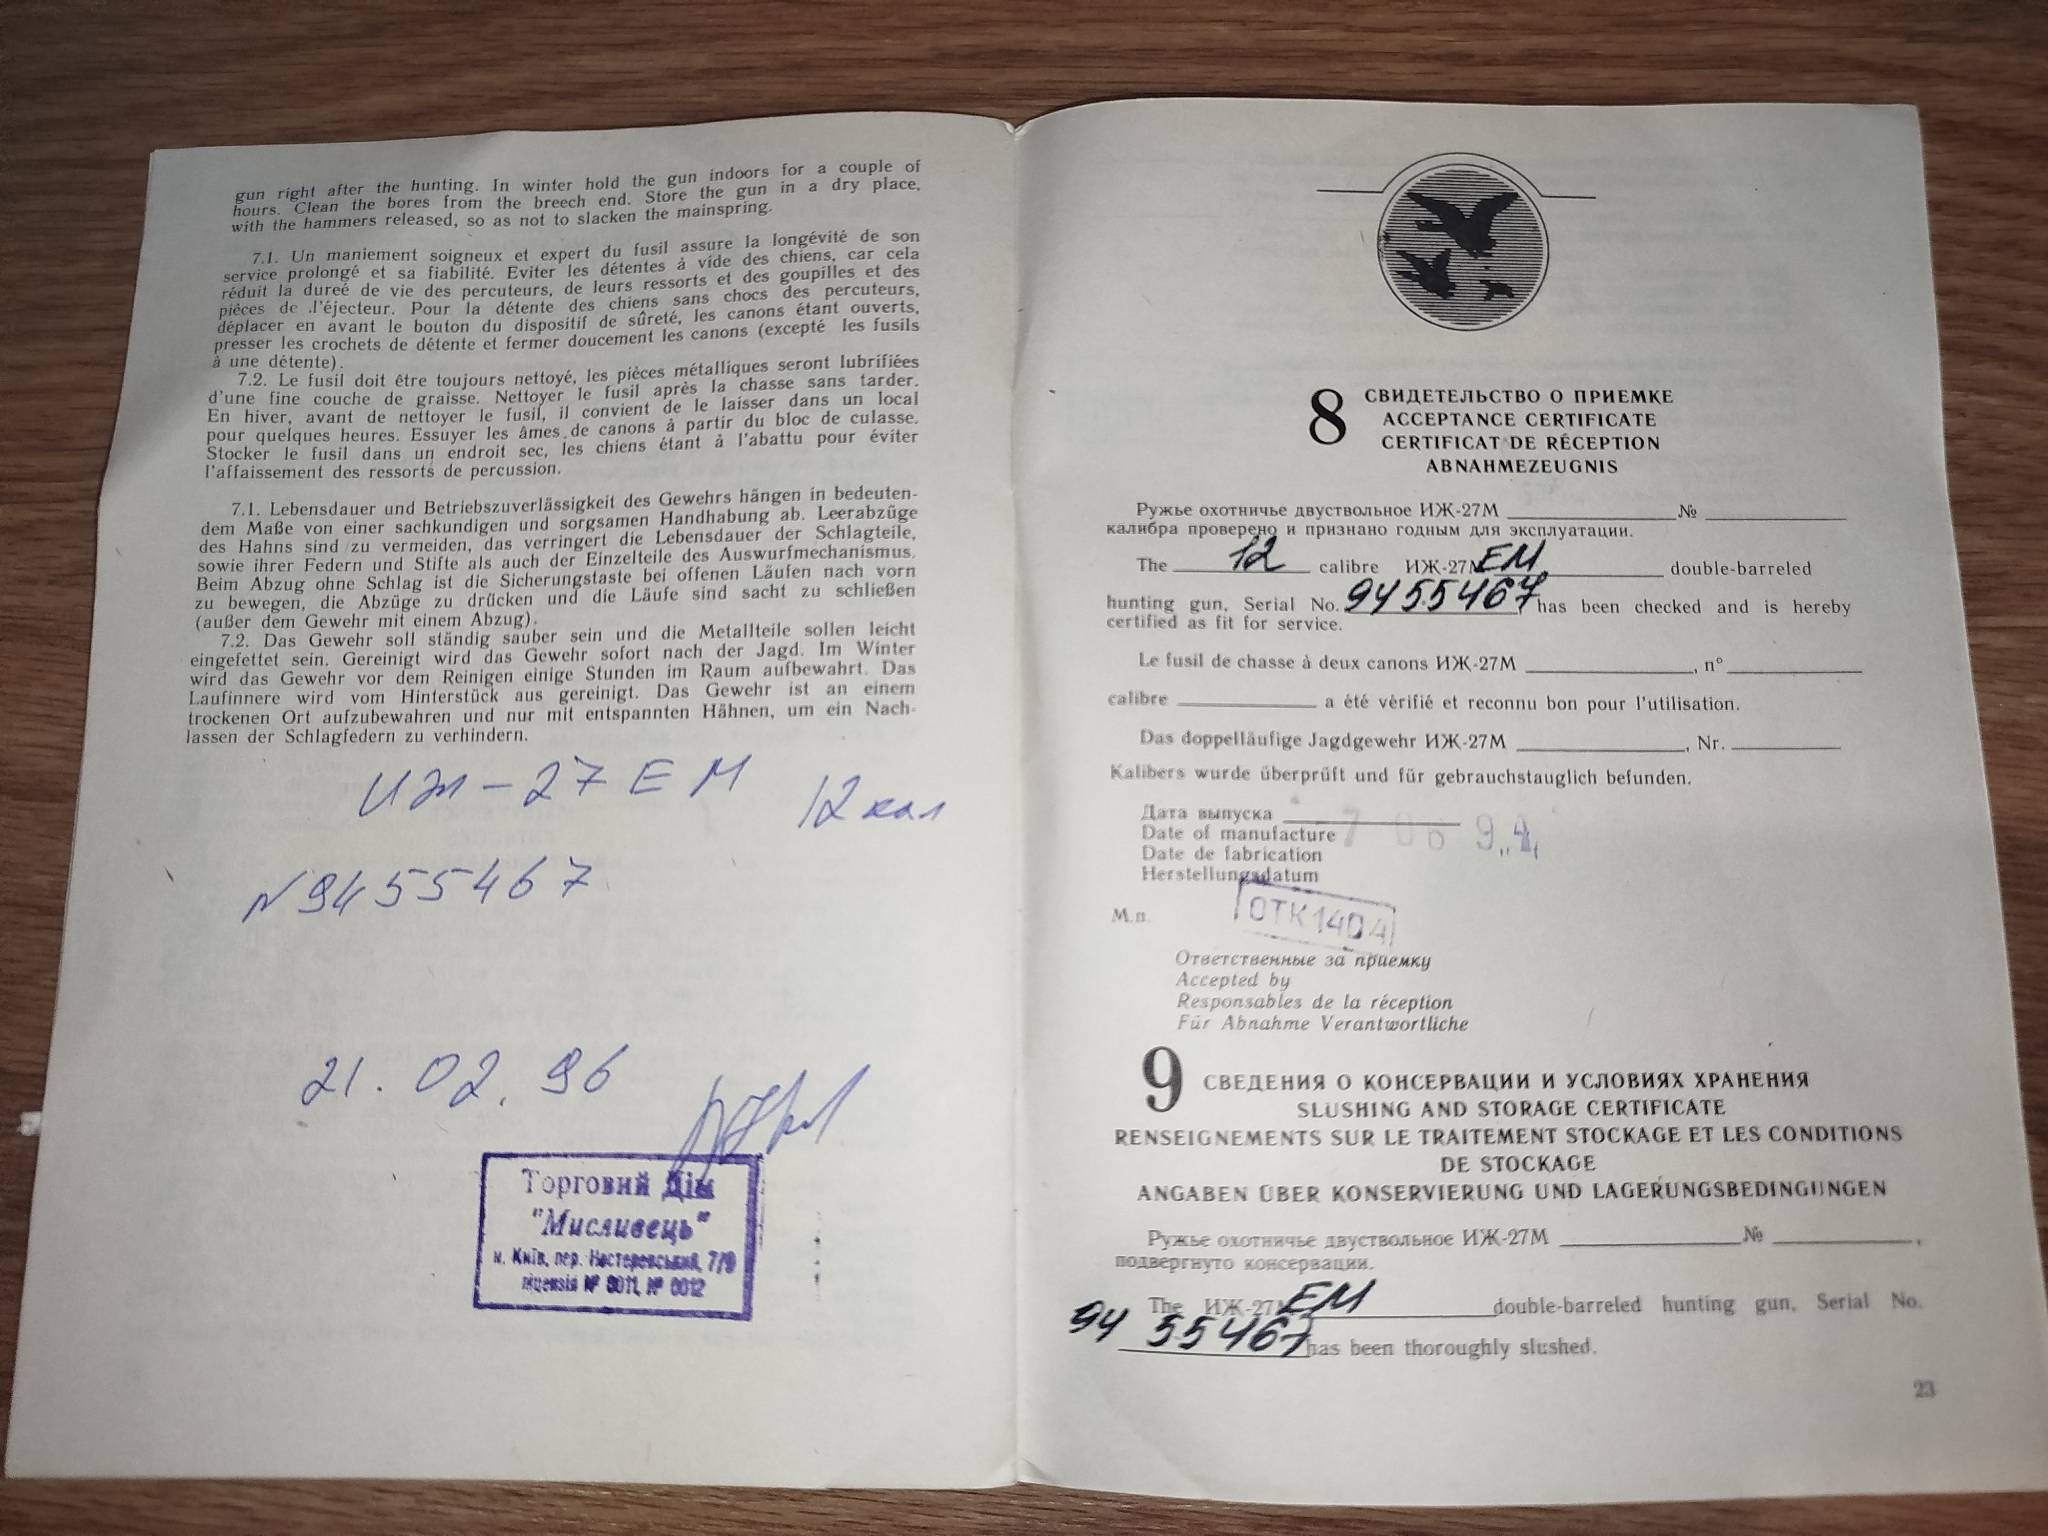 gun right after the hunting. In winter hold the gun indoors for a couple of
hours. Clean the bores from the breech end. Store the gun in a dry place,
with the hammers released, so as not to slacken the mainspring.
7.1. Un maniement soigneux et expert du fusil assure la longévité de son
service prolongé et sa fiabilité. Eviter les détentes à vide des chiens, car cela
réduit la dureé de vie des percuteurs, de leurs ressorts et des goupilles et des
pièces de l'éjecteur. Pour la détente des chiens sans chocs des percuteurs,
déplacer en avant le bouton du dispositif de sûreté, les canons étant ouverts,
presser les crochets de détente et fermer doucement les canons (excepté les fusils
à une détente).
7.2. Le fusil doit être toujours nettoyé, les pièces métalliques seront lubrifiées
d'une fine couche de graisse. Nettoyer le fusil après la chasse sans tarder.
En hiver, avant de nettoyer le fusil, il convient de le laisser dans un local
pour quelques heures. Essuyer les âmes de canons à partir du bloc de culasse.
Stocker le fusil dans un endroit sec, les chiens étant à l'abattu pour éviter
l'affaissement des ressorts de percussion.
7.1. Lebensdauer und Betriebszuverlässigkeit des Gewehrs hängen in bedeuten-
dem Maße von einer sachkundigen und sorgsamen Handhabung ab. Leerabzüge
des Hahns sind zu vermeiden, das verringert die Lebensdauer der Schlagteile,
sowie ihrer Federn und Stifte als auch der Einzelteile des Auswurfmechanismus.
Beim Abzug ohne Schlag ist die Sicherungstaste bei offenen Läufen nach vorn
zu bewegen, die Abzüge zu drücken und die Läufe sind sacht zu schließen
(außer dem Gewehr mit einem Abzug).
7.2. Das Gewehr soll ständig sauber sein und die Metallteile sollen leicht
eingefettet sein. Gereinigt wird das Gewehr sofort nach der Jagd. Im Winter
wird das Gewehr vor dem Reinigen einige Stunden im Raum aufbewahrt. Das
Laufinnere wird vom Hinterstück aus gereinigt. Das Gewehr ist an einem
trockenen Ort aufzubewahren und nur mit entspannten Hähnen, um ein Nach-
lassen der Schlagfedern zu verhindern.
ИЖ-27ЕМ 12 кал
N9455467
21.02.96
Торговий Дім
"Мисливець"
м. Київ, пер. Нестеровський, 7/9
ліцензія № 8011, № 0012
8 СВИДЕТЕЛЬСТВО О ПРИЕМКЕ
ACCEPTANCE CERTIFICATE
CERTIFICAT DE RÉCEPTION
ABNAHMEZEUGNIS
Ружье охотничье двуствольное ИЖ-27М №
калибра проверено и признано годным для эксплуатации.
The 12 calibre ИЖ-27М ЕМ double-barreled
hunting gun, Serial No. 9455467, has been checked and is hereby
certified as fit for service.
Le fusil de chasse à deux canons ИЖ-27М , n°
calibre a été vérifié et reconnu bon pour l'utilisation.
Das doppelläufige Jagdgewehr ИЖ-27М , Nr.
Kalibers wurde überprüft und für gebrauchstauglich befunden.
Дата выпуска
Date of manufacture 7 06 94
Date de fabrication
Herstellungsdatum
М.п. ОТК1404
Ответственные за приемку
Accepted by
Responsables de la réception
Für Abnahme Verantwortliche
9 СВЕДЕНИЯ О КОНСЕРВАЦИИ И УСЛОВИЯХ ХРАНЕНИЯ
SLUSHING AND STORAGE CERTIFICATE
RENSEIGNEMENTS SUR LE TRAITEMENT STOCKAGE ET LES CONDITIONS
DE STOCKAGE
ANGABEN ÜBER KONSERVIERUNG UND LAGERUNGSBEDINGUNGEN
Ружье охотничье двуствольное ИЖ-27М № ,
подвергнуто консервации.
The ИЖ-27М ЕМ double-barreled hunting gun, Serial No.
94 55467 has been thoroughly slushed.
23